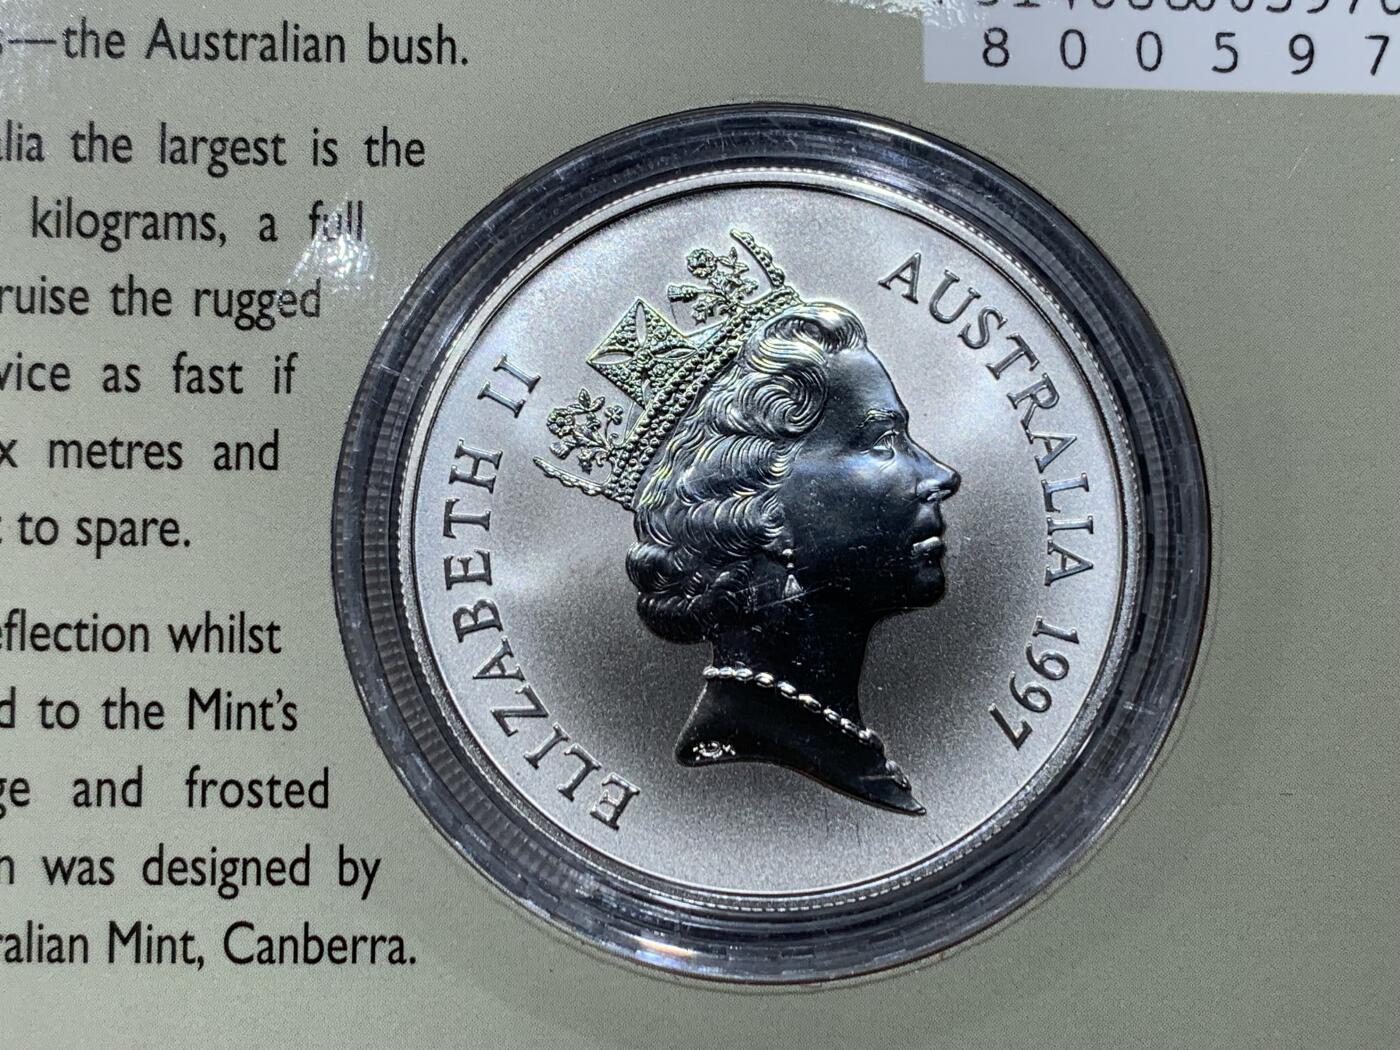 —the Australian bush.
the largest is the
kilograms, a full
the rugged
as fast if
metres and
to spare.
whilst
to the Mint's
and frosted
was designed by
Mint, Canberra.
8 0 0 5 9 7
ELIZABETH II
AUSTRALIA 1997